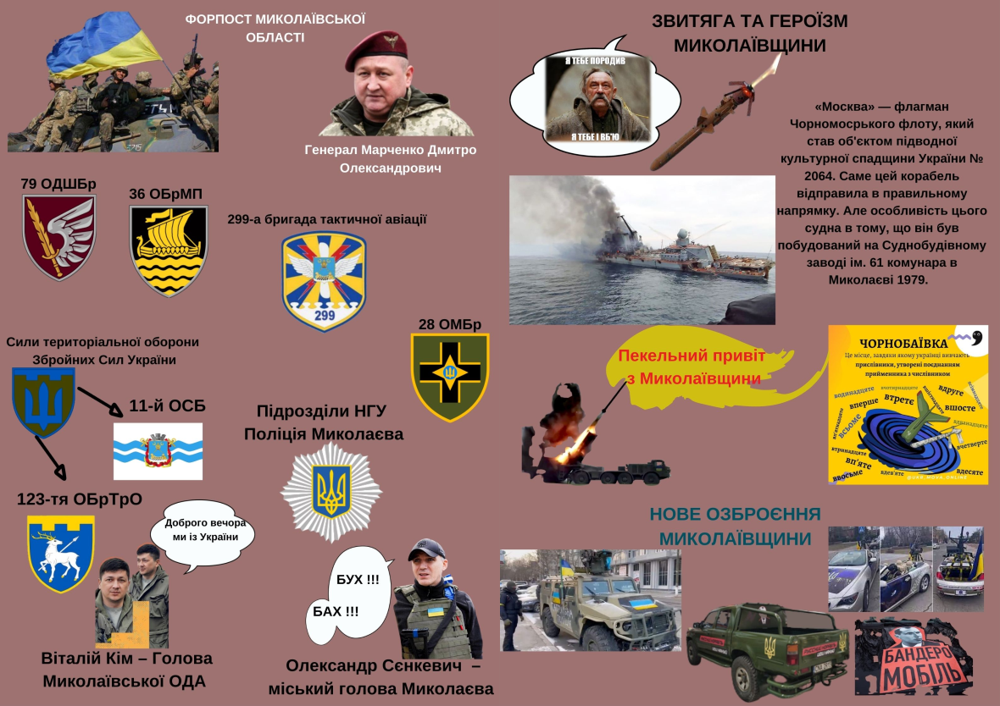 ФОРПОСТ МИКОЛАЇВСЬКОЇ
ОБЛАСТІ
Генерал Марченко Дмитро
Олександрович
79 ОДШБр
36 ОБрМП
299-а бригада тактичної авіації
299
28 ОМБр
Сили територіальної оборони
Збройних Сил України
11-й ОСБ
123-тя ОБрТрО
Підрозділи НГУ
Поліція Миколаєва
Доброго вечора
ми із України
Віталій Кім – Голова
Миколаївської ОДА
БУХ !!!
БАХ !!!
Олександр Сєнкевич –
міський голова Миколаєва
ЗВИТЯГА ТА ГЕРОЇЗМ
МИКОЛАЇВЩИНИ
Я ТЕБЕ ПОРОДИВ
Я ТЕБЕ І ВБ'Ю
«Москва» — флагман
Чорноморського флоту, який
став об'єктом підводної
культурної спадщини України №
2064. Саме цей корабель
відправила в правильному
напрямку. Але особливість цього
судна в тому, що він був
побудований на Суднобудівному
заводі ім. 61 комунара в
Миколаєві 1979.
Пекельний привіт
з Миколаївщини
ЧОРНОБАЇВКА
Це місце, завдяки якому українці вивчають
прислівники, утворені поєднанням
прийменника з числівником
водинадцяте
вчотирнадцяте
вшістнадцяте
вдруге
вперше
втретє
вшосте
всьоме
вдванадцяте
втринадцяте
вчетверте
вп'яте
вдев'яте
вдесяте
ввосьме
@UKR_MOVA_ONLINE
НОВЕ ОЗБРОЄННЯ
МИКОЛАЇВЩИНИ
БАНДЕРО
МОБІЛЬ